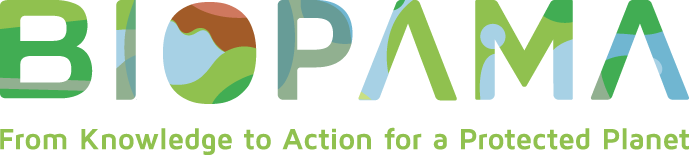 BIOPAMA
From Knowledge to Action for a Protected Planet